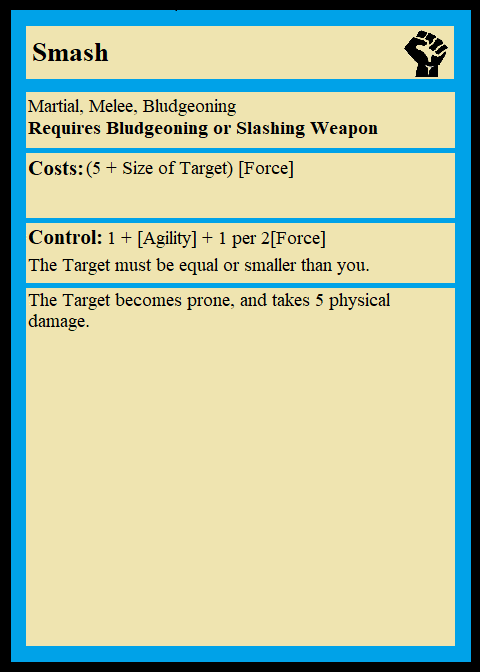 Smash
Martial, Melee, Bludgeoning
Requires Bludgeoning or Slashing Weapon
Costs: (5 + Size of Target) [Force]
Control: 1 + [Agility] + 1 per 2[Force]
The Target must be equal or smaller than you.
The Target becomes prone, and takes 5 physical
damage.